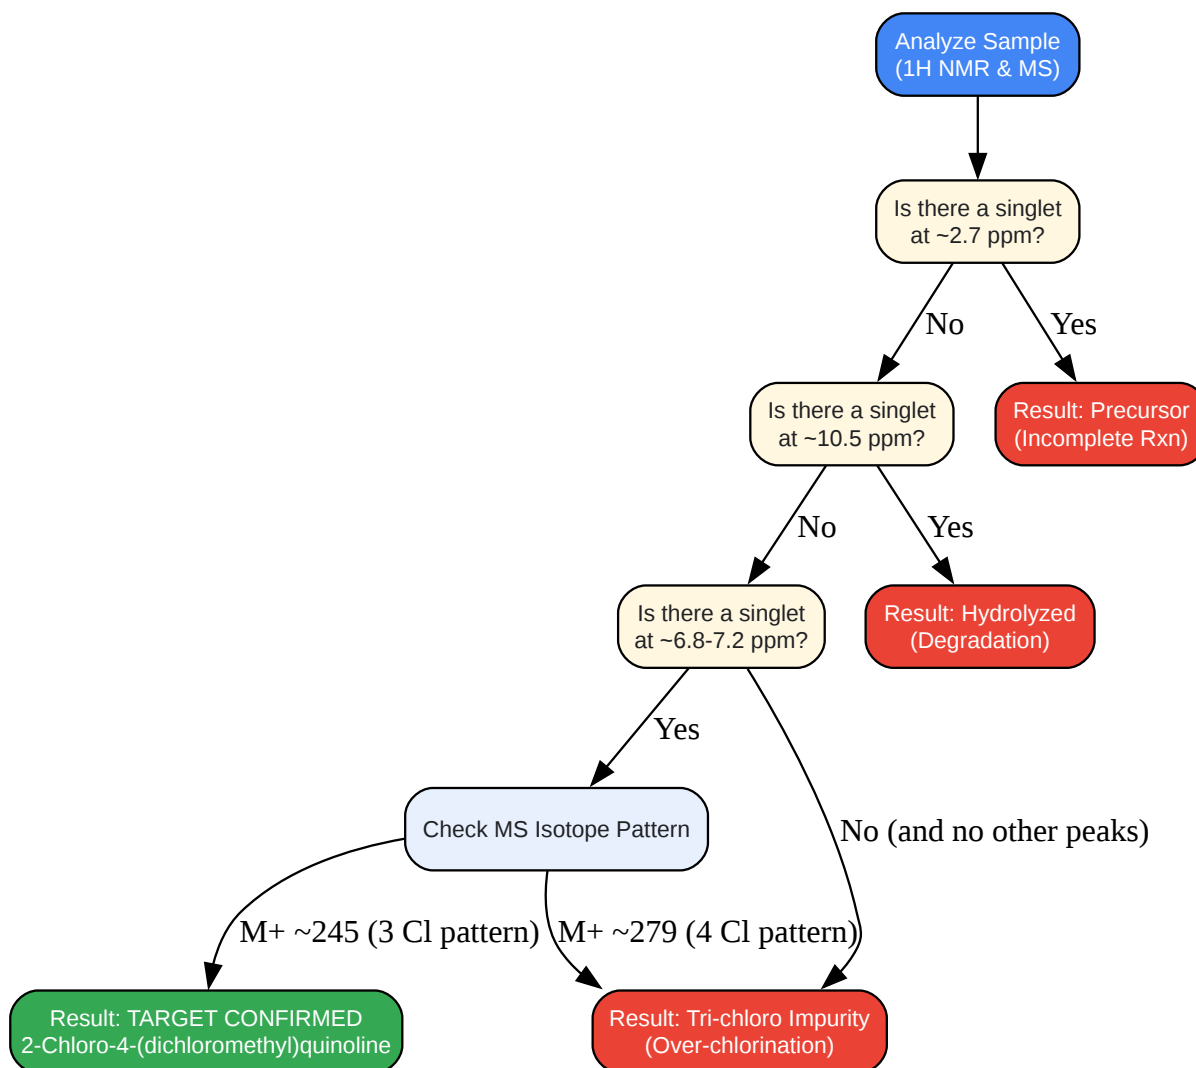 Analyze Sample
(1H NMR & MS)
Is there a singlet
at ~2.7 ppm?
No
Yes
Is there a singlet
at ~10.5 ppm?
Result: Precursor
(Incomplete Rxn)
No
Yes
Is there a singlet
at ~6.8-7.2 ppm?
Result: Hydrolyzed
(Degradation)
Yes
No (and no other peaks)
Check MS Isotope Pattern
M+ ~245 (3 Cl pattern)
M+ ~279 (4 Cl pattern)
Result: TARGET CONFIRMED
2-Chloro-4-(dichloromethyl)quinoline
Result: Tri-chloro Impurity
(Over-chlorination)